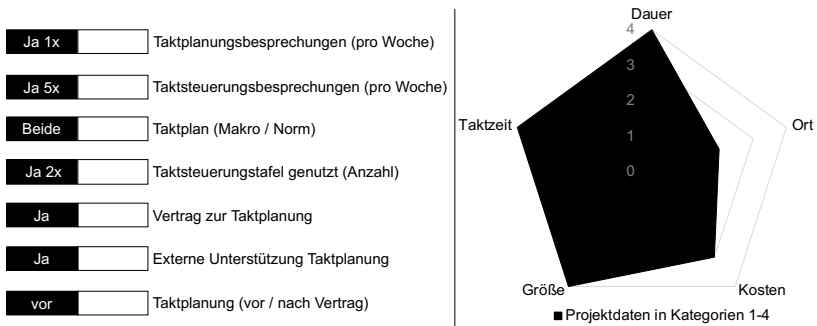 Ja 1x Taktplanungsbesprechungen (pro Woche)
Ja 5x Taktsteuerungsbesprechungen (pro Woche)
Beide Taktplan (Makro / Norm)
Ja 2x Taktsteuerungstafel genutzt (Anzahl)
Ja Vertrag zur Taktplanung
Ja Externe Unterstützung Taktplanung
vor Taktplanung (vor / nach Vertrag)
Dauer
4
3
2
1
0
Taktzeit
Ort
Größe
Kosten
Projektdaten in Kategorien 1-4